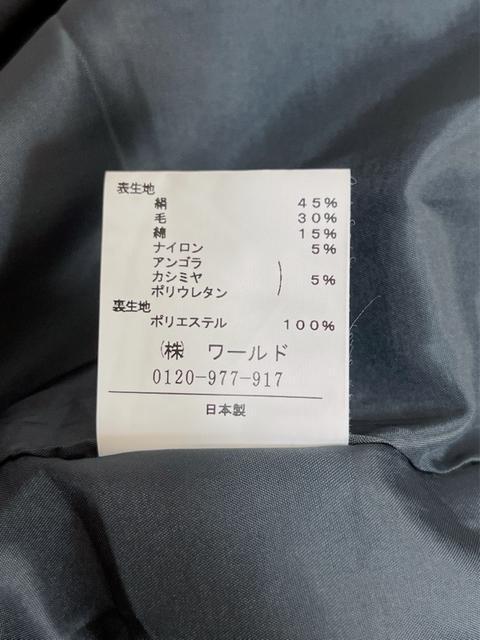 表生地
絹 45%
毛 30%
綿 15%
ナイロン 5%
アンゴラ
カシミヤ ) 5%
ポリウレタン
裏生地
ポリエステル 100%
㈱ ワールド
0120-977-917
日本製